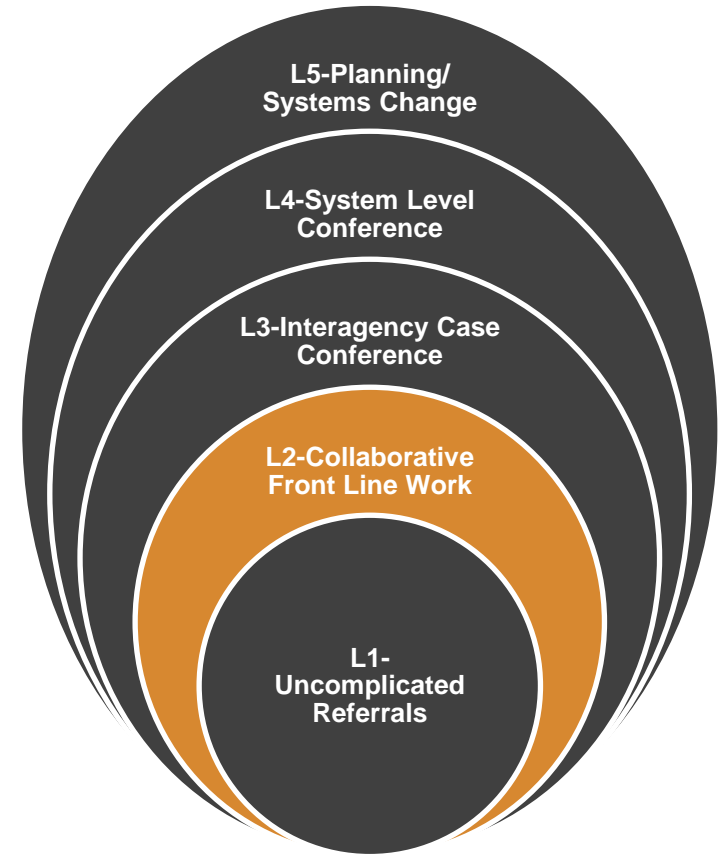 L5-Planning/
Systems Change
L4-System Level
Conference
L3-Interagency Case
Conference
L2-Collaborative
Front Line Work
L1-
Uncomplicated
Referrals